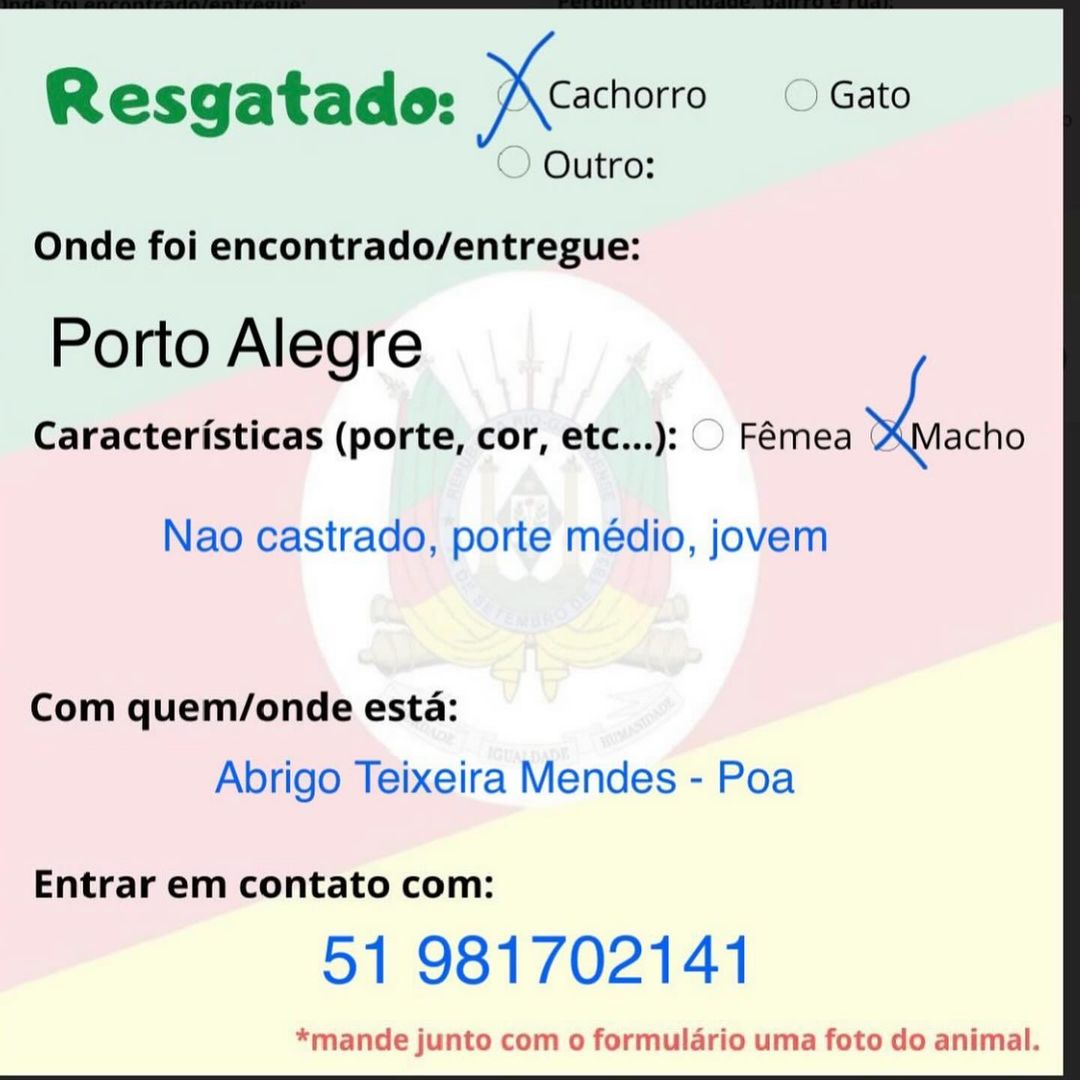 Resgatado: Cachorro Gato
Outro:
Onde foi encontrado/entregue:
Porto Alegre
Características (porte, cor, etc...): Fêmea Macho
Nao castrado, porte médio, jovem
Com quem/onde está:
IGUALDADE HUMANIDADE
Abrigo Teixeira Mendes - Poa
Entrar em contato com:
51 981702141
*mande junto com o formulário uma foto do animal.